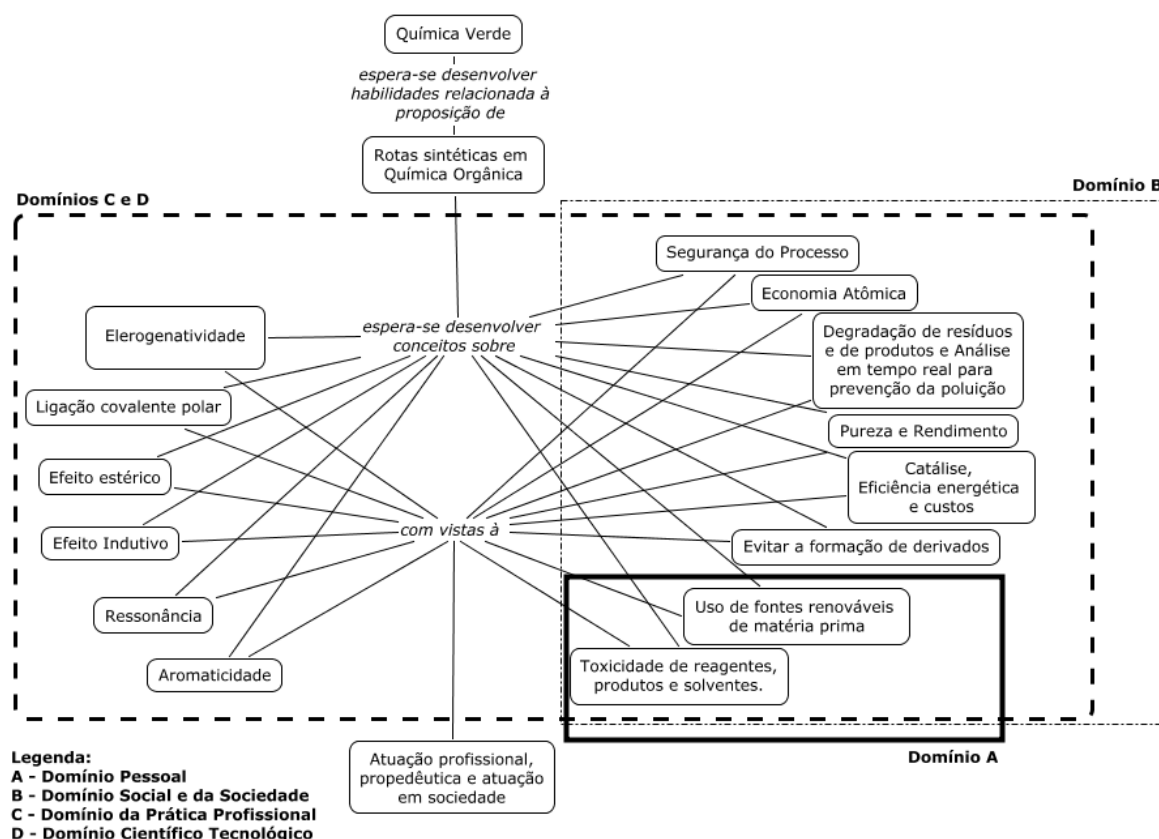 Química Verde
espera-se desenvolver
habilidades relacionada à
proposição de
Rotas sintéticas em
Química Orgânica
Domínios C e D
Domínio B
Segurança do Processo
Economia Atômica
Elerogenatividade
espera-se desenvolver
conceitos sobre
Degradação de resíduos
e de produtos e Análise
em tempo real para
prevenção da poluição
Ligação covalente polar
Pureza e Rendimento
Efeito estérico
Catálise,
Eficiência energética
e custos
Efeito Indutivo
com vistas à
Evitar a formação de derivados
Ressonância
Uso de fontes renováveis
de matéria prima
Aromaticidade
Toxicidade de reagentes,
produtos e solventes.
Atuação profissional,
propedêutica e atuação
em sociedade
Domínio A
Legenda:
A - Domínio Pessoal
B - Domínio Social e da Sociedade
C - Domínio da Prática Profissional
D - Domínio Científico Tecnológico